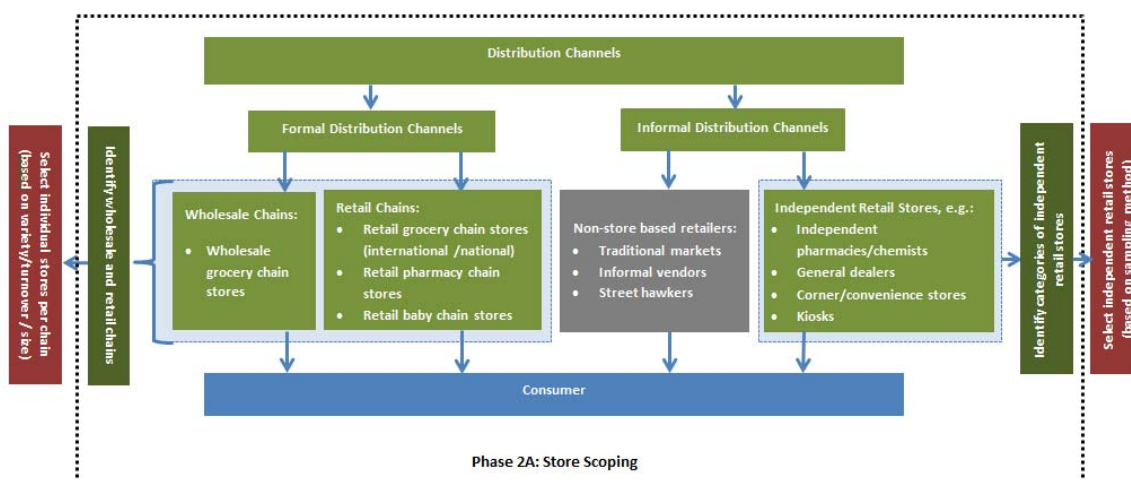 Distribution Channels
Formal Distribution Channels
Informal Distribution Channels
Select individual stores per chain
(based on variety/turnover / size)
Identify wholesale and retail chains
Wholesale Chains:
• Wholesale
grocery chain
stores
Retail Chains:
• Retail grocery chain stores
(international /national)
• Retail pharmacy chain
stores
• Retail baby chain stores
Non-store based retailers:
• Traditional markets
• Informal vendors
• Street hawkers
Independent Retail Stores, e.g.:
• Independent
pharmacies/chemists
• General dealers
• Corner/convenience stores
• Kiosks
Identify categories of independent
retail stores
Select independent retail stores
(based on sampling method)
Consumer
Phase 2A: Store Scoping